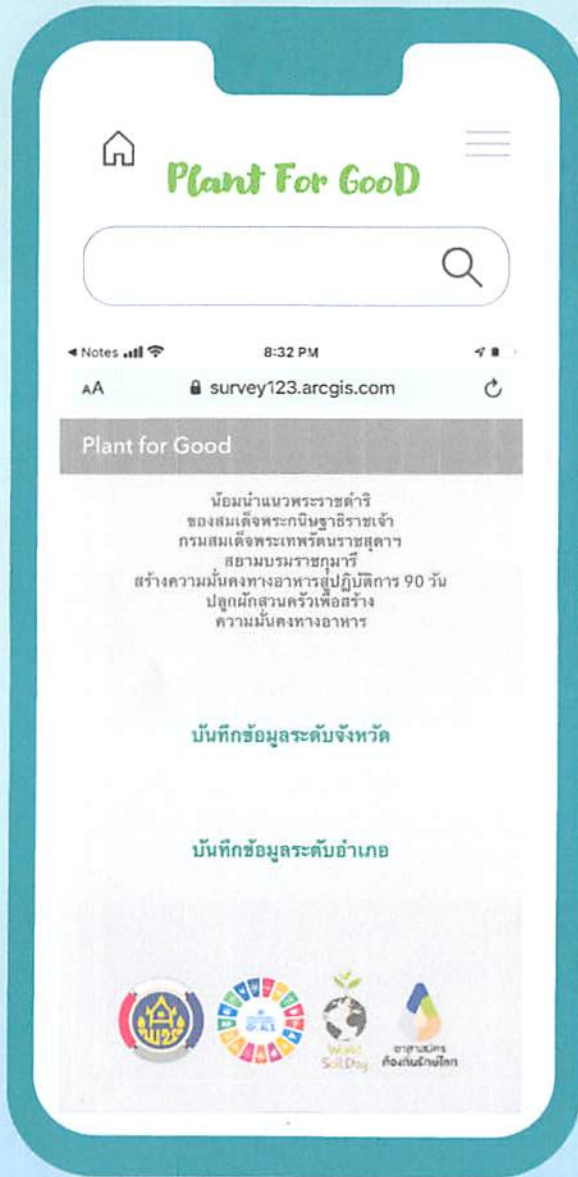 Plant For GooD
Notes
8:32 PM
AA
survey123.arcgis.com
Plant for Good
น้อมนำแนวพระราชดำริ
ของสมเด็จพระกนิษฐาธิราชเจ้า
กรมสมเด็จพระเทพรัตนราชสุดาฯ
สยามบรมราชกุมารี
สร้างความมั่นคงทางอาหารสู่ปฏิบัติการ 90 วัน
ปลูกผักสวนครัวเพื่อสร้าง
ความมั่นคงทางอาหาร
บันทึกข้อมูลระดับจังหวัด
บันทึกข้อมูลระดับอำเภอ
World
Soil Day
อาสาสมัคร
ท้องถิ่นรักษ์โลก